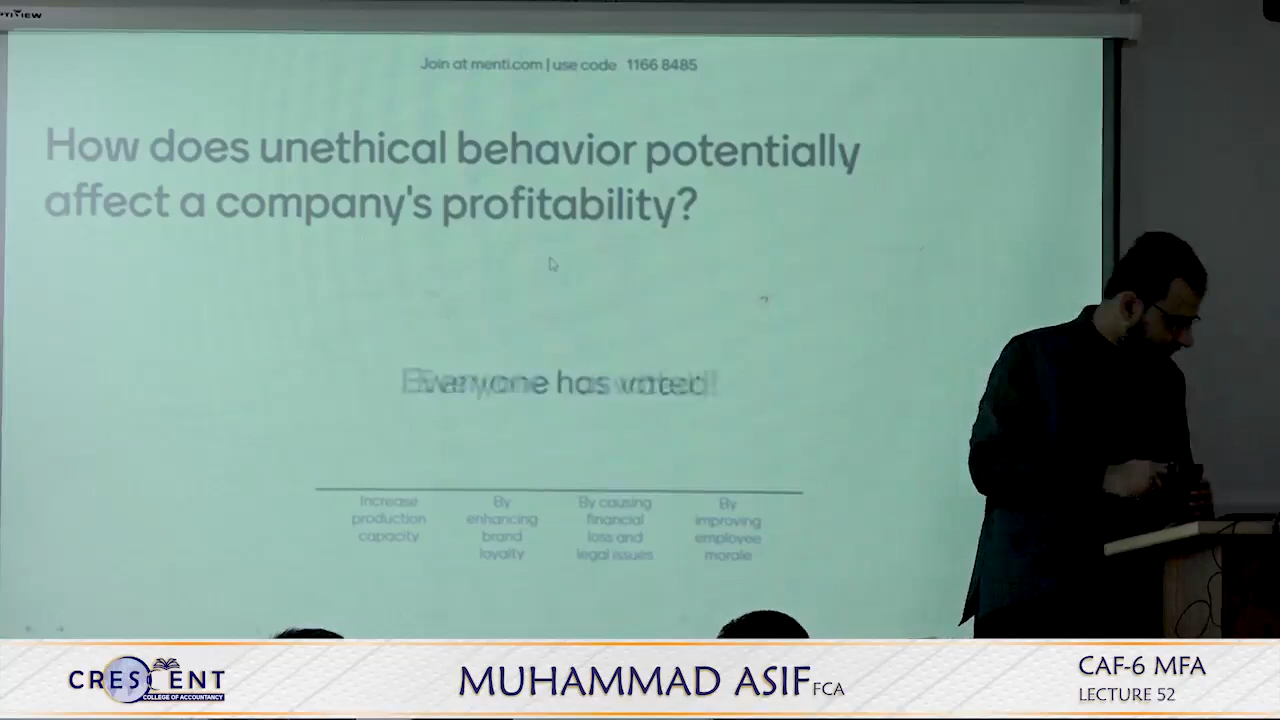 Join at menti.com | use code 1166 8485
How does unethical behavior potentially
affect a company's profitability?
Everyone has voted!
Increase
production
capacity
By
enhancing
brand
loyalty
By causing
financial
loss and
legal issues
By
improving
employee
morale
CRESCENT
COLLEGE OF ACCOUNTANCY
MUHAMMAD ASIF FCA
CAF-6 MFA
LECTURE 52